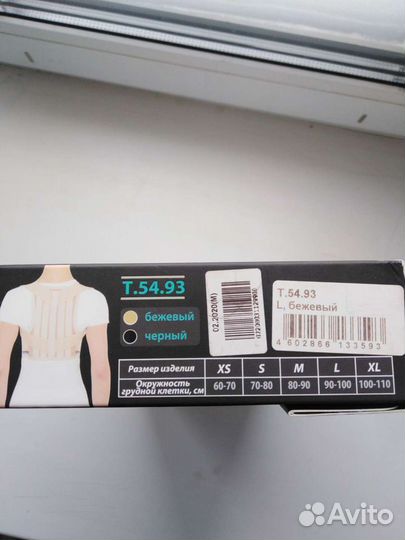 T.54.93
бежевый
черный
02.2020(М)
T.54.93
L, бежевый
4 602866 133593
Размер изделия XS S M L XL
Окружность грудной клетки, см 60-70 70-80 80-90 90-100 100-110
Avito